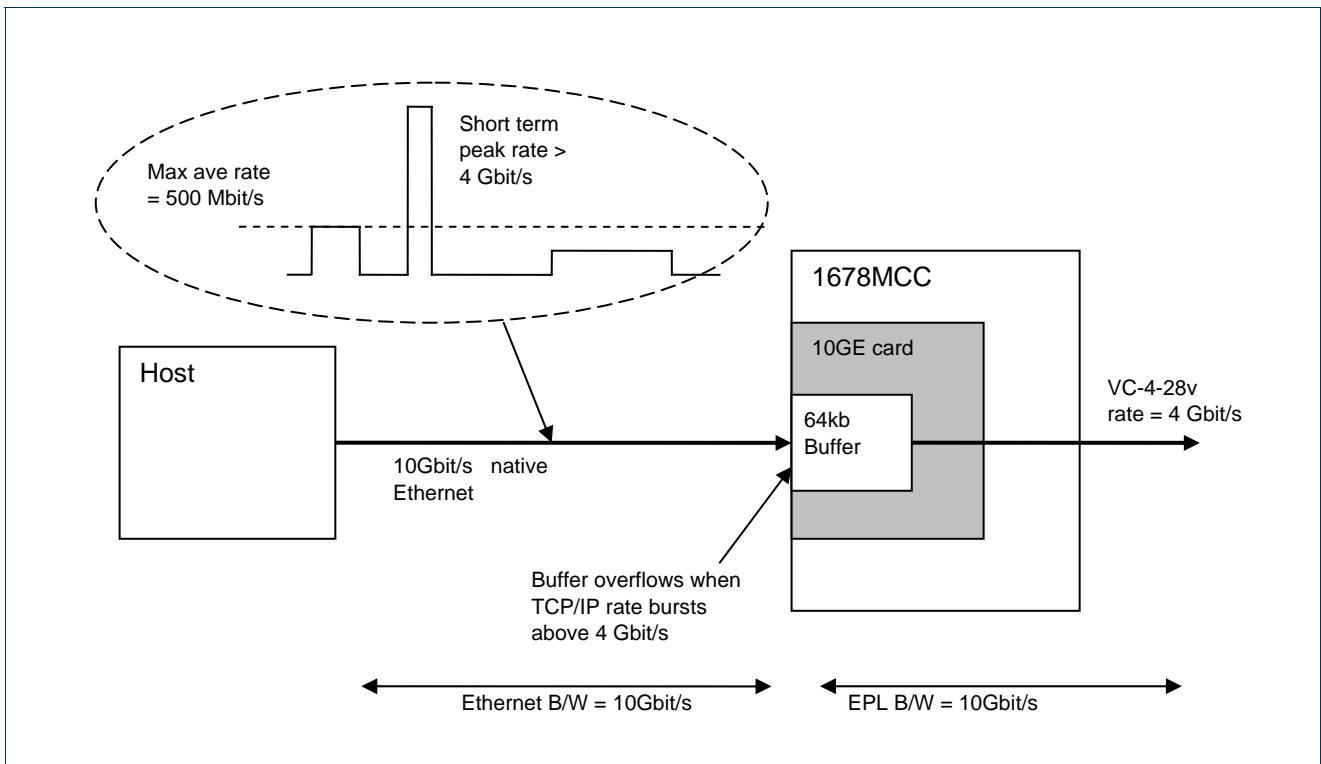 Short term
peak rate >
4 Gbit/s
Max ave rate
= 500 Mbit/s
1678MCC
10GE card
Host
VC-4-28v
rate = 4 Gbit/s
64kb
Buffer
10Gbit/s native
Ethernet
Buffer overflows when
TCP/IP rate bursts
above 4 Gbit/s
Ethernet B/W = 10Gbit/s
EPL B/W = 10Gbit/s